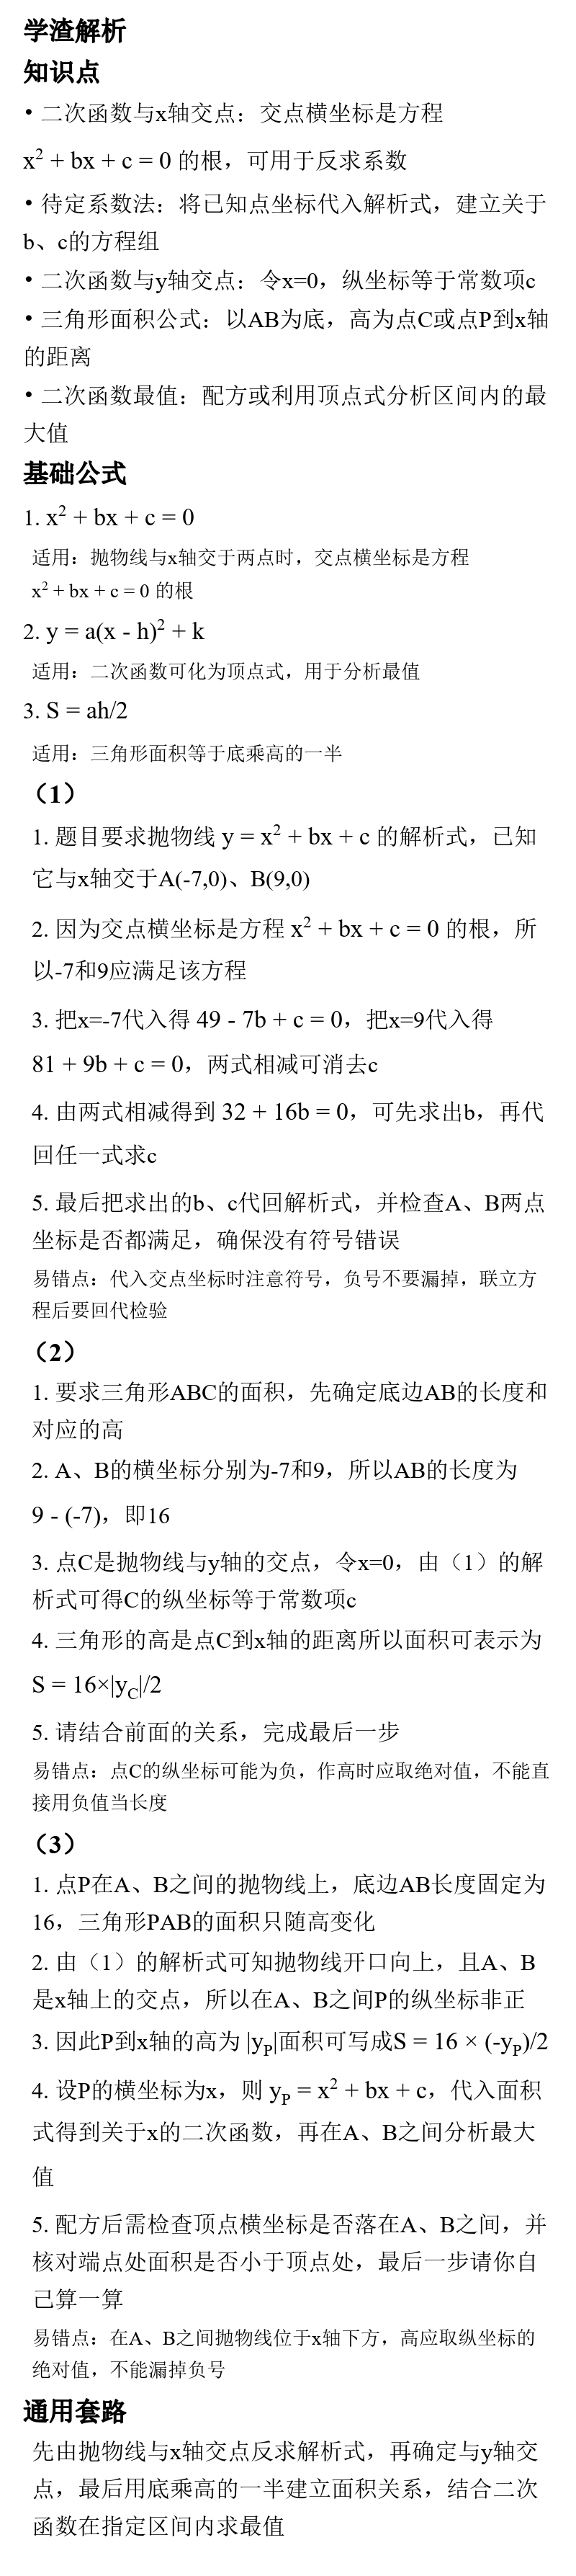 学渣解析
知识点
• 二次函数与x轴交点：交点横坐标是方程
x² + bx + c = 0 的根，可用于反求系数
• 待定系数法：将已知点坐标代入解析式，建立关于
b、c的方程组
• 二次函数与y轴交点：令x=0，纵坐标等于常数项c
• 三角形面积公式：以AB为底，高为点C或点P到x轴
的距离
• 二次函数最值：配方或利用顶点式分析区间内的最
大值
基础公式
1. x² + bx + c = 0
适用：抛物线与x轴交于两点时，交点横坐标是方程
x² + bx + c = 0 的根
2. y = a(x - h)² + k
适用：二次函数可化为顶点式，用于分析最值
3. S = ah/2
适用：三角形面积等于底乘高的一半
（1）
1. 题目要求抛物线 y = x² + bx + c 的解析式，已知
它与x轴交于A(-7,0)、B(9,0)
2. 因为交点横坐标是方程 x² + bx + c = 0 的根，所
以-7和9应满足该方程
3. 把x=-7代入得 49 - 7b + c = 0，把x=9代入得
81 + 9b + c = 0，两式相减可消去c
4. 由两式相减得到 32 + 16b = 0，可先求出b，再代
回任一式求c
5. 最后把求出的b、c代回解析式，并检查A、B两点
坐标是否都满足，确保没有符号错误
易错点：代入交点坐标时注意符号，负号不要漏掉，联立方
程后要回代检验
（2）
1. 要求三角形ABC的面积，先确定底边AB的长度和
对应的高
2. A、B的横坐标分别为-7和9，所以AB的长度为
9 - (-7)，即16
3. 点C是抛物线与y轴的交点，令x=0，由（1）的解
析式可得C的纵坐标等于常数项c
4. 三角形的高是点C到x轴的距离所以面积可表示为
S = 16×|y_C|/2
5. 请结合前面的关系，完成最后一步
易错点：点C的纵坐标可能为负，作高时应取绝对值，不能直
接用负值当长度
（3）
1. 点P在A、B之间的抛物线上，底边AB长度固定为
16，三角形PAB的面积只随高变化
2. 由（1）的解析式可知抛物线开口向上，且A、B
是x轴上的交点，所以在A、B之间P的纵坐标非正
3. 因此P到x轴的高为 |y_P|面积可写成S = 16 × (-y_P)/2
4. 设P的横坐标为x，则 y_P = x² + bx + c，代入面积
式得到关于x的二次函数，再在A、B之间分析最大
值
5. 配方后需检查顶点横坐标是否落在A、B之间，并
核对端点处面积是否小于顶点处，最后一步请你自
己算一算
易错点：在A、B之间抛物线位于x轴下方，高应取纵坐标的
绝对值，不能漏掉负号
通用套路
先由抛物线与x轴交点反求解析式，再确定与y轴交
点，最后用底乘高的一半建立面积关系，结合二次
函数在指定区间内求最值